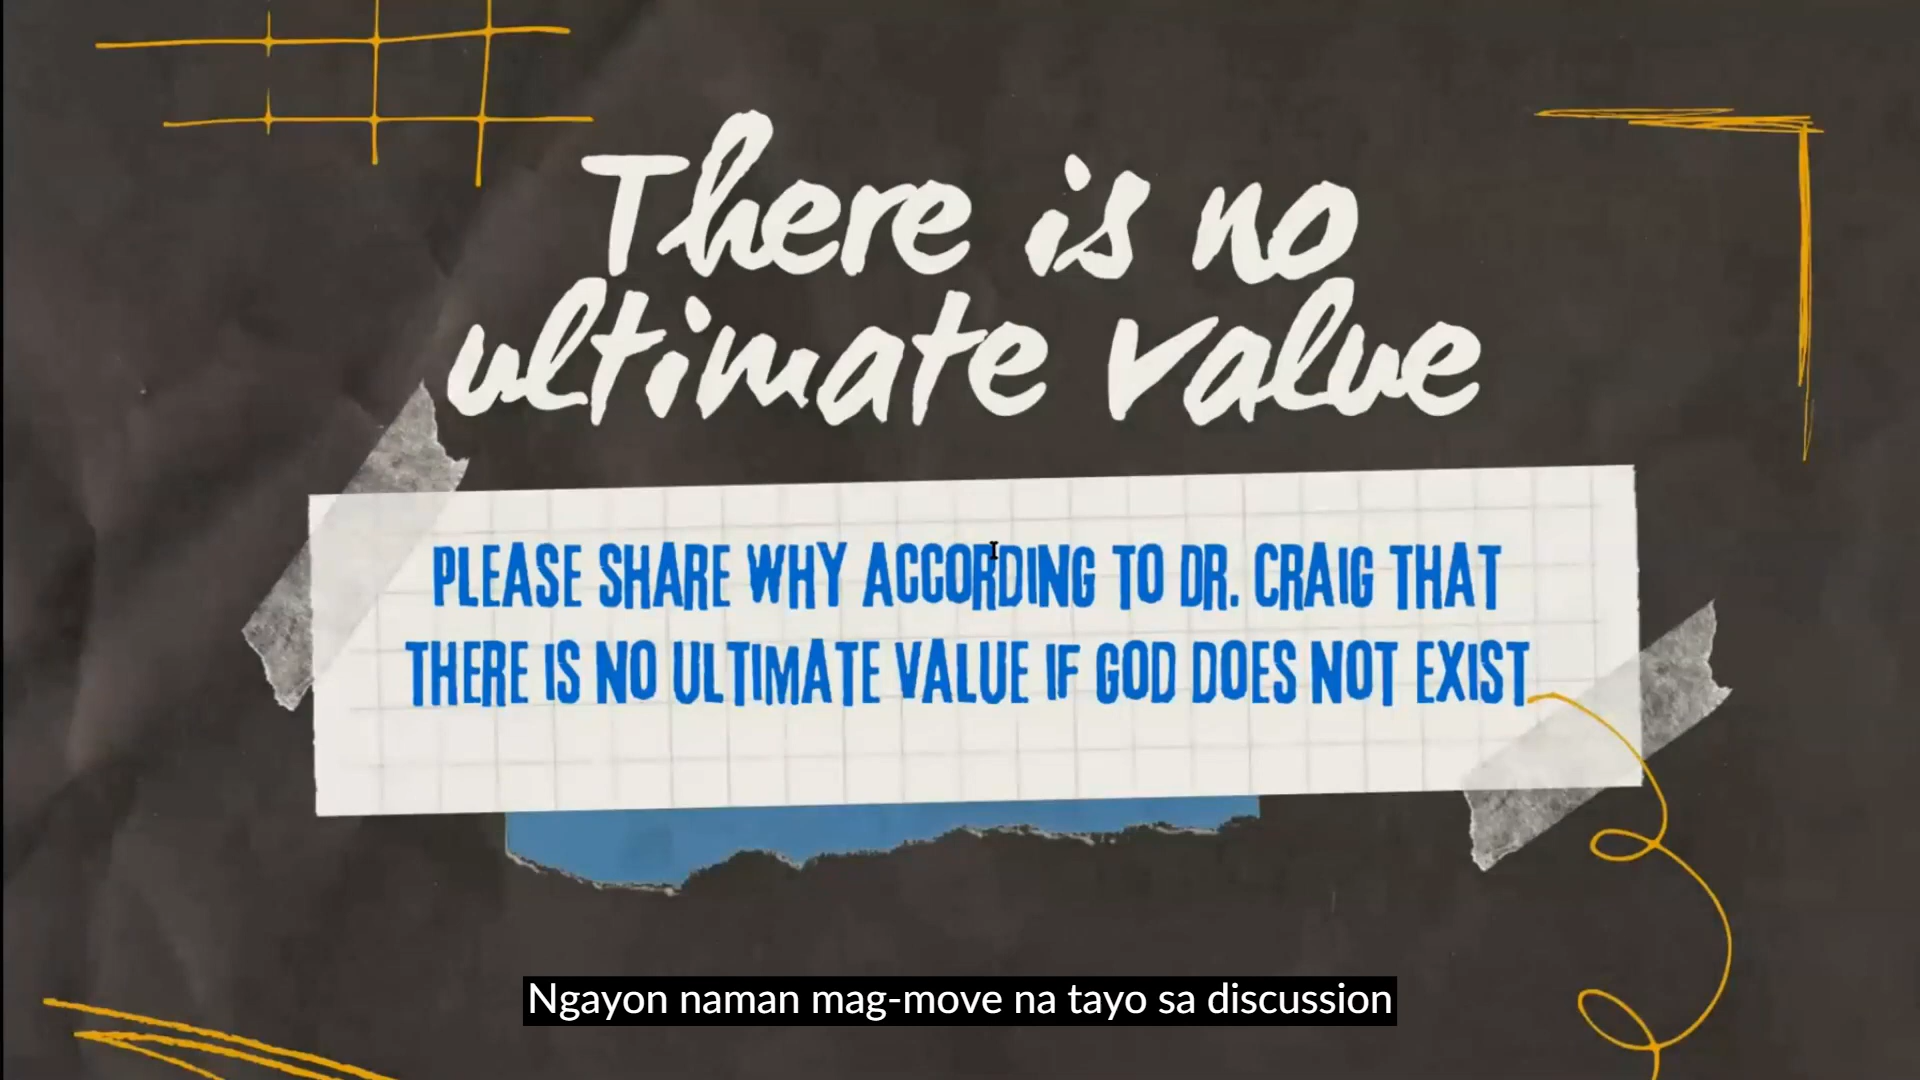 There is no
ultimate value
PLEASE SHARE WHY ACCORDING TO DR. CRAIG THAT
THERE IS NO ULTIMATE VALUE IF GOD DOES NOT EXIST
Ngayon naman mag-move na tayo sa discussion